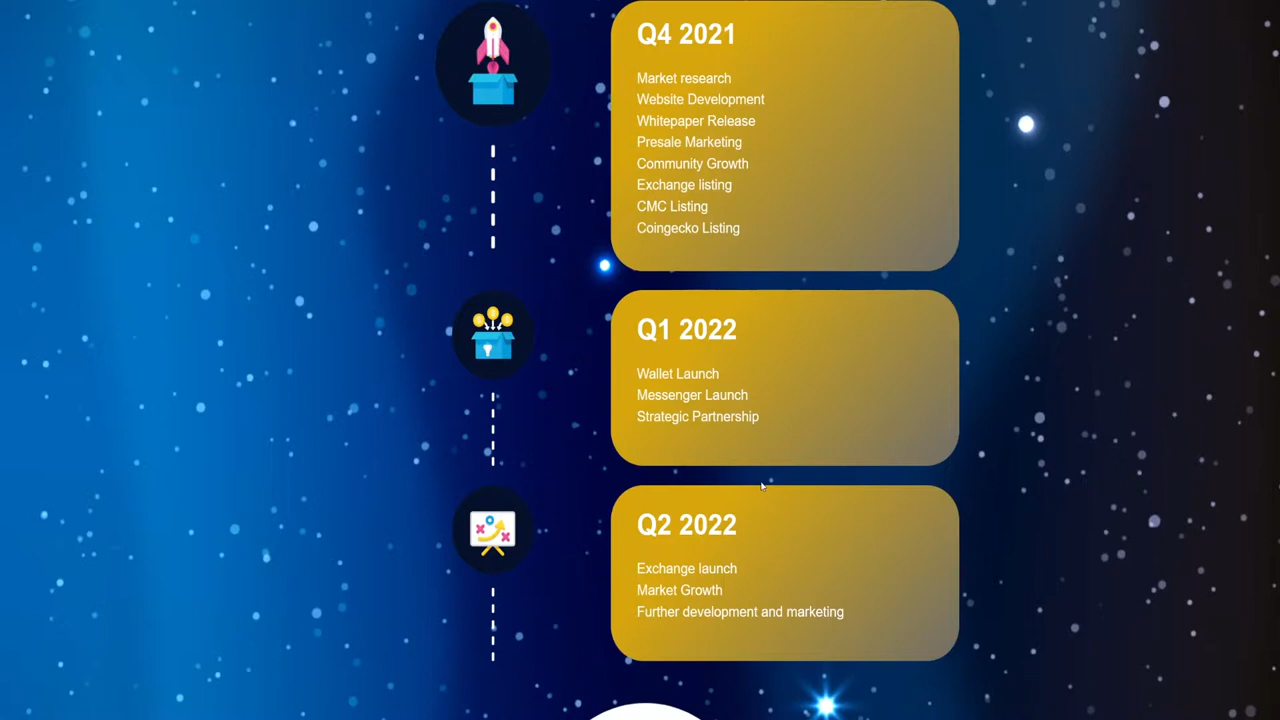 Q4 2021
Market research
Website Development
Whitepaper Release
Presale Marketing
Community Growth
Exchange listing
CMC Listing
Coingecko Listing
Q1 2022
Wallet Launch
Messenger Launch
Strategic Partnership
Q2 2022
Exchange launch
Market Growth
Further development and marketing